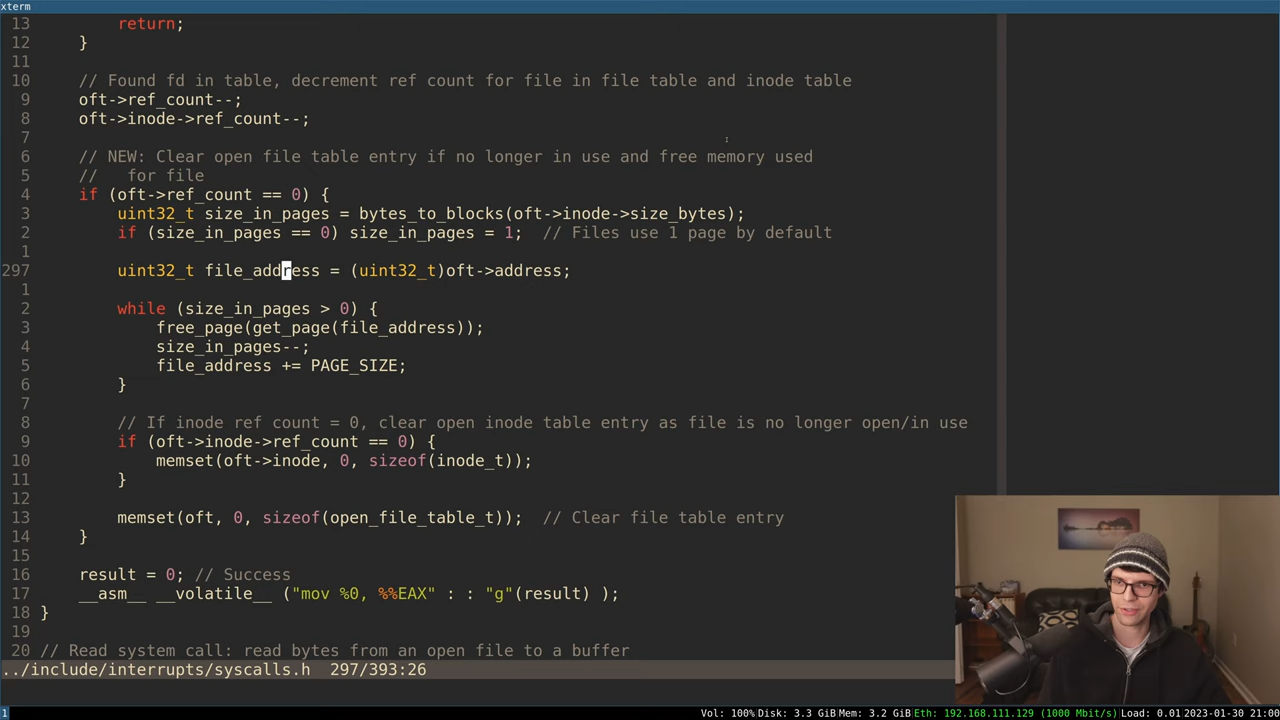 xterm
13 return;
12 }
11
10 // Found fd in table, decrement ref count for file in file table and inode table
9 oft->ref_count--;
8 oft->inode->ref_count--;
7
6 // NEW: Clear open file table entry if no longer in use and free memory used
5 // for file
4 if (oft->ref_count == 0) {
3 uint32_t size_in_pages = bytes_to_blocks(oft->inode->size_bytes);
2 if (size_in_pages == 0) size_in_pages = 1; // Files use 1 page by default
1
297 uint32_t file_address = (uint32_t)oft->address;
1
2 while (size_in_pages > 0) {
3 free_page(get_page(file_address));
4 size_in_pages--;
5 file_address += PAGE_SIZE;
6 }
7
8 // If inode ref count = 0, clear open inode table entry as file is no longer open/in use
9 if (oft->inode->ref_count == 0) {
10 memset(oft->inode, 0, sizeof(inode_t));
11 }
12
13 memset(oft, 0, sizeof(open_file_table_t)); // Clear file table entry
14 }
15
16 result = 0; // Success
17 __asm__ __volatile__ ("mov %0, %%EAX" : : "g"(result) );
18 }
19
20 // Read system call: read bytes from an open file to a buffer
../include/interrupts/syscalls.h 297/393:26
1 Vol: 100% Disk: 3.3 GiB Mem: 3.2 GiB Eth: 192.168.111.129 (1000 Mbit/s) Load: 0.01 2023-01-30 21:00